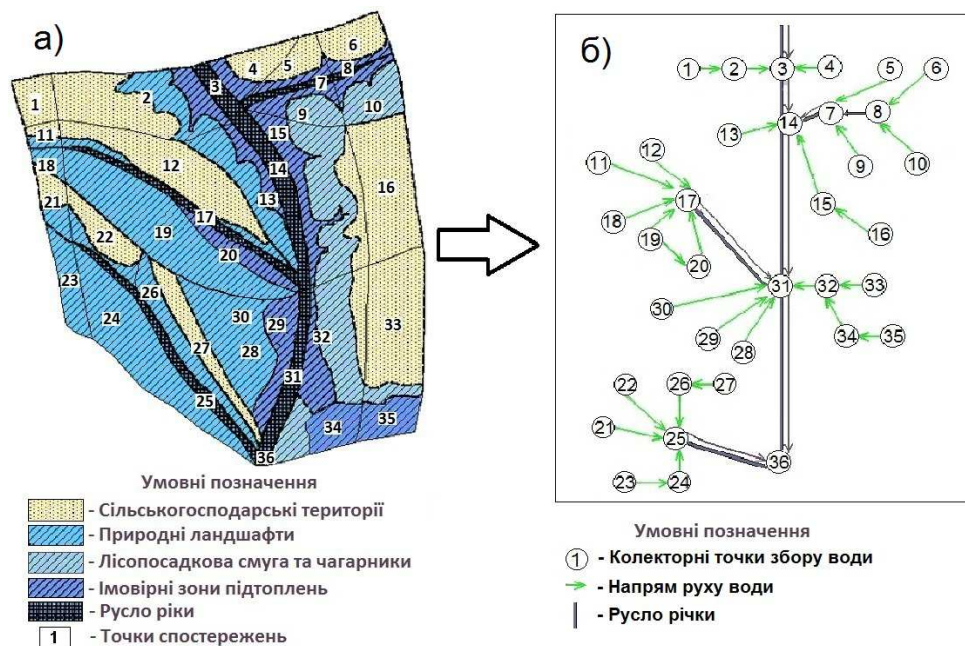 а)
6
5
4
8
7
3
1
2
9
10
15
11
12
14
16
18
13
17
21
22
19
20
23
26
24
30
29
33
28
32
27
31
25
34
35
36
Умовні позначення
- Сільськогосподарські території
- Природні ландшафти
- Лісопосадкова смуга та чагарники
- Імовірні зони підтоплень
- Русло ріки
1 - Точки спостережень
б)
1 2 3 4 5 6
14 7 8
13 9 10
12
11
17 15 16
18 19 20
31 32 33
30 29 28 34 35
22 26 27
21 25 36
23 24
Умовні позначення
1 - Колекторні точки збору води
- Напрям руху води
- Русло річки